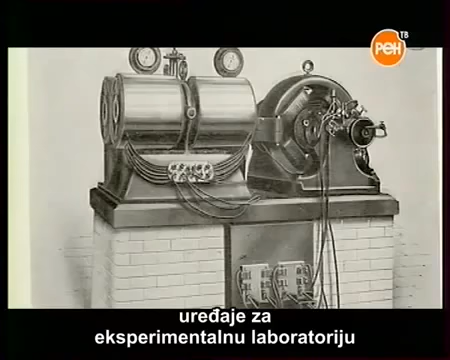 РЕН ТВ
uređaje za
eksperimentalnu laboratoriju